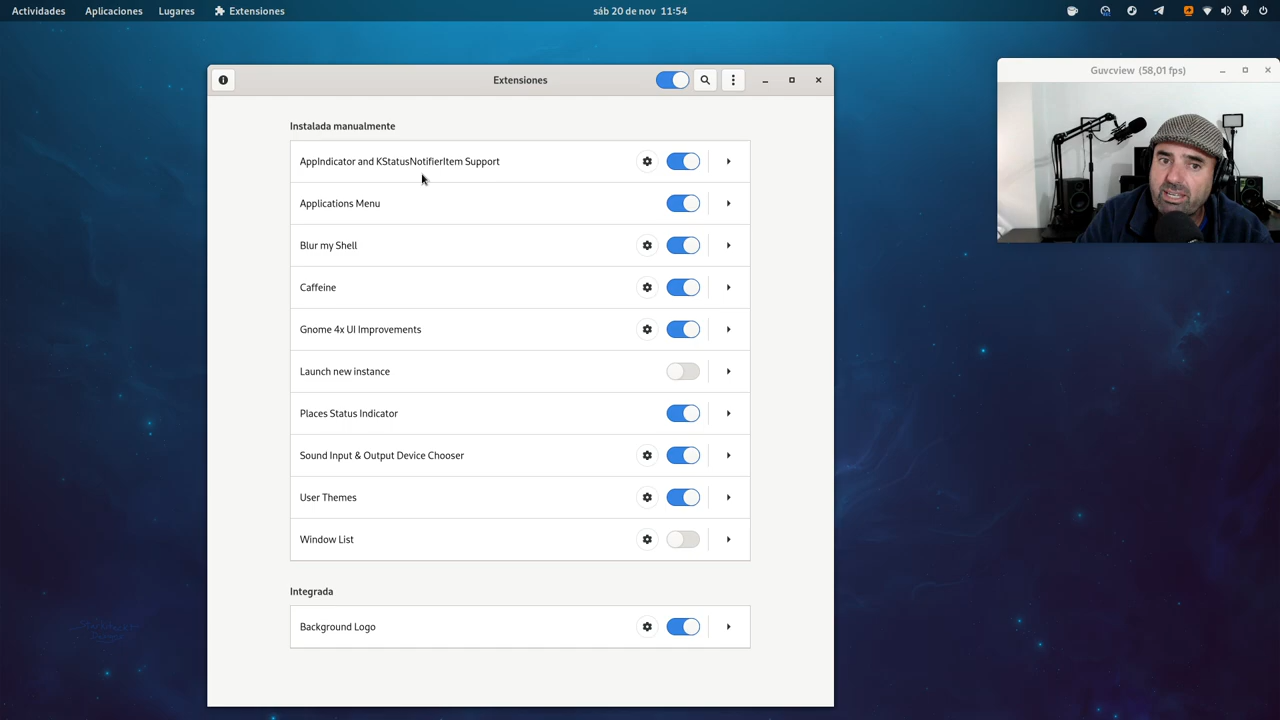 Actividades Aplicaciones Lugares Extensiones sáb 20 de nov 11:54
Extensiones
Guvcview (58,01 fps)
Instalada manualmente
AppIndicator and KStatusNotifierItem Support
Applications Menu
Blur my Shell
Caffeine
Gnome 4x UI Improvements
Launch new instance
Places Status Indicator
Sound Input & Output Device Chooser
User Themes
Window List
Integrada
Background Logo